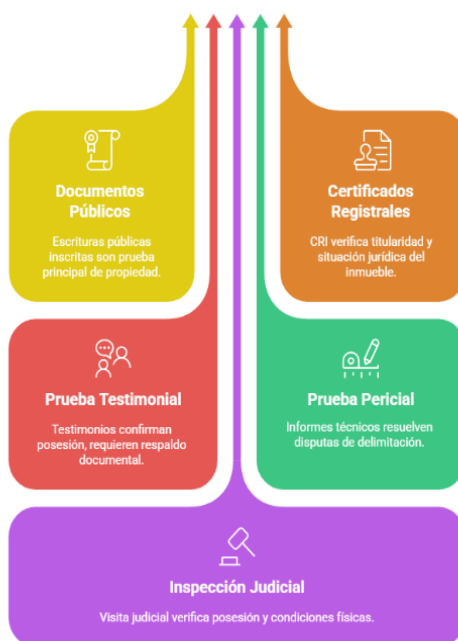 Documentos
Públicos
Escrituras públicas
inscritas son prueba
principal de propiedad.
Certificados
Registrales
CRI verifica titularidad y
situación jurídica del
inmueble.
Prueba Testimonial
Testimonios confirman
posesión, requieren respaldo
documental.
Prueba Pericial
Informes técnicos resuelven
disputas de delimitación.
Inspección Judicial
Visita judicial verifica posesión y condiciones físicas.